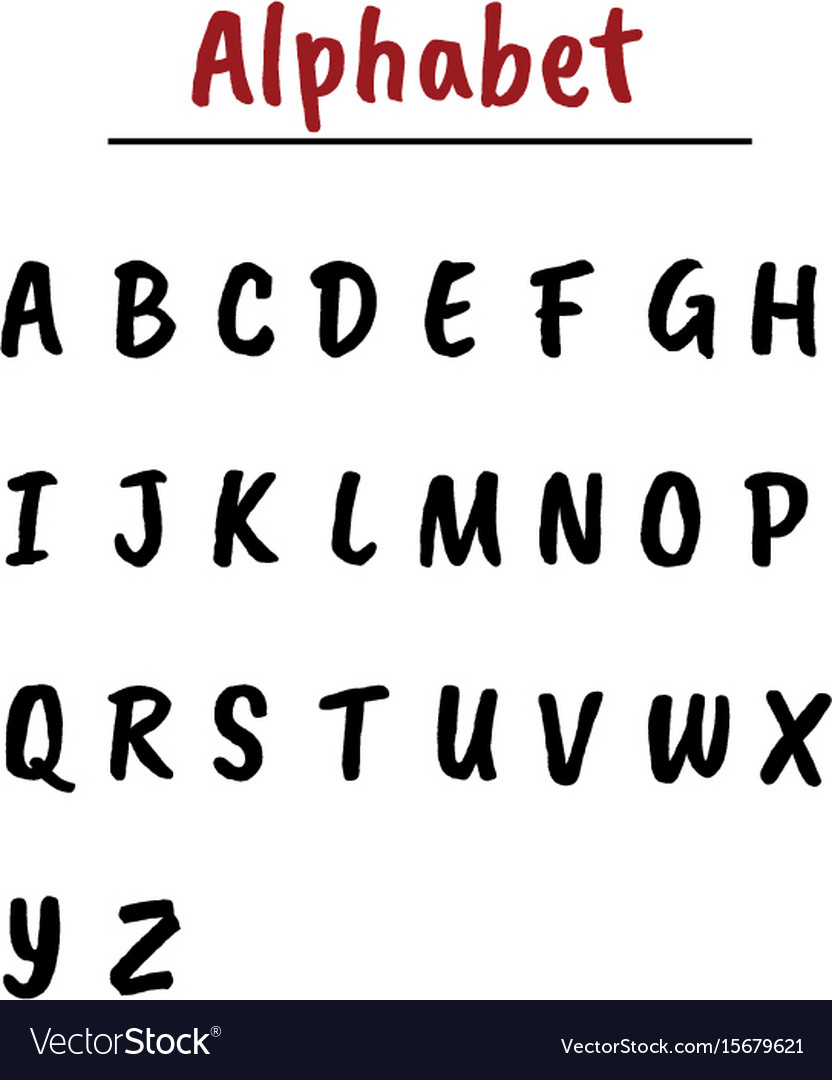 Alphabet
A B C D E F G H
I J K L M N O P
Q R S T U V W X
Y Z
VectorStock®
VectorStock.com/15679621